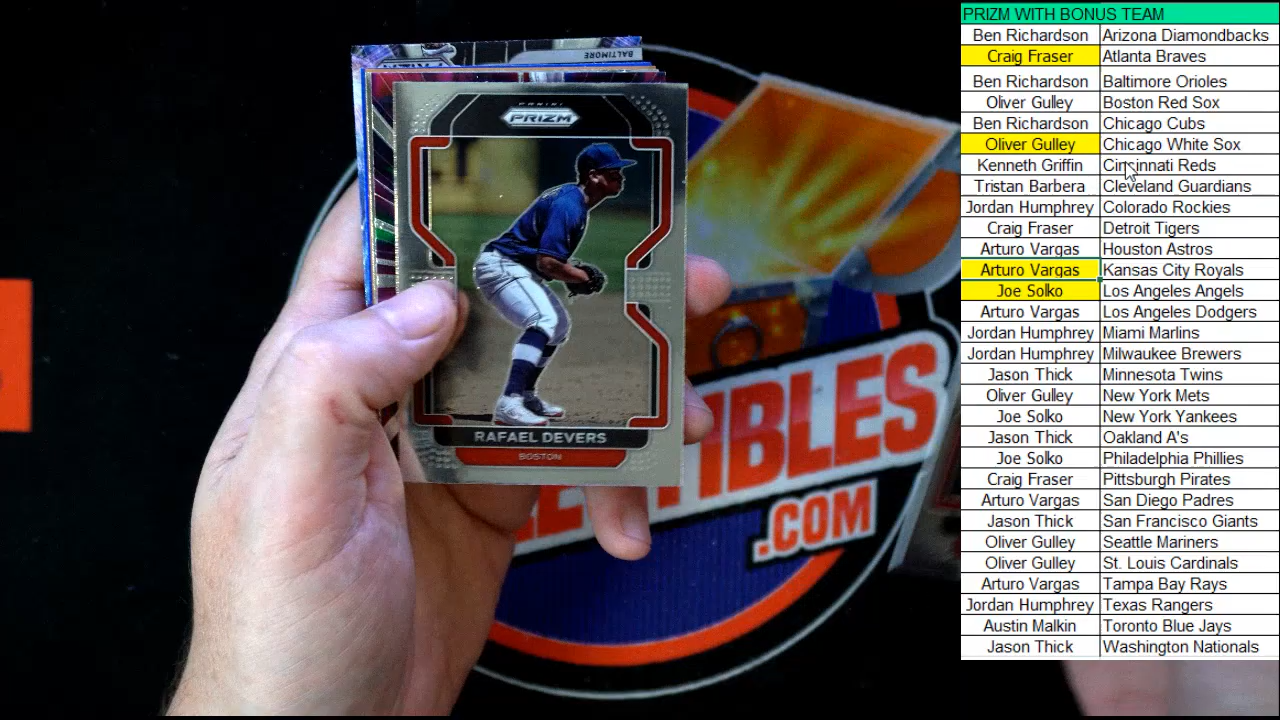 BALTIMORE
PRIZM
PANINI
PRIZM
RAFAEL DEVERS
BOSTON
.COM
PRIZM WITH BONUS TEAM
Ben Richardson Arizona Diamondbacks
Craig Fraser Atlanta Braves
Ben Richardson Baltimore Orioles
Oliver Gulley Boston Red Sox
Ben Richardson Chicago Cubs
Oliver Gulley Chicago White Sox
Kenneth Griffin Cincinnati Reds
Tristan Barbera Cleveland Guardians
Jordan Humphrey Colorado Rockies
Craig Fraser Detroit Tigers
Arturo Vargas Houston Astros
Arturo Vargas Kansas City Royals
Joe Solko Los Angeles Angels
Arturo Vargas Los Angeles Dodgers
Jordan Humphrey Miami Marlins
Jordan Humphrey Milwaukee Brewers
Jason Thick Minnesota Twins
Oliver Gulley New York Mets
Joe Solko New York Yankees
Jason Thick Oakland A's
Joe Solko Philadelphia Phillies
Craig Fraser Pittsburgh Pirates
Arturo Vargas San Diego Padres
Jason Thick San Francisco Giants
Oliver Gulley Seattle Mariners
Oliver Gulley St. Louis Cardinals
Arturo Vargas Tampa Bay Rays
Jordan Humphrey Texas Rangers
Austin Malkin Toronto Blue Jays
Jason Thick Washington Nationals